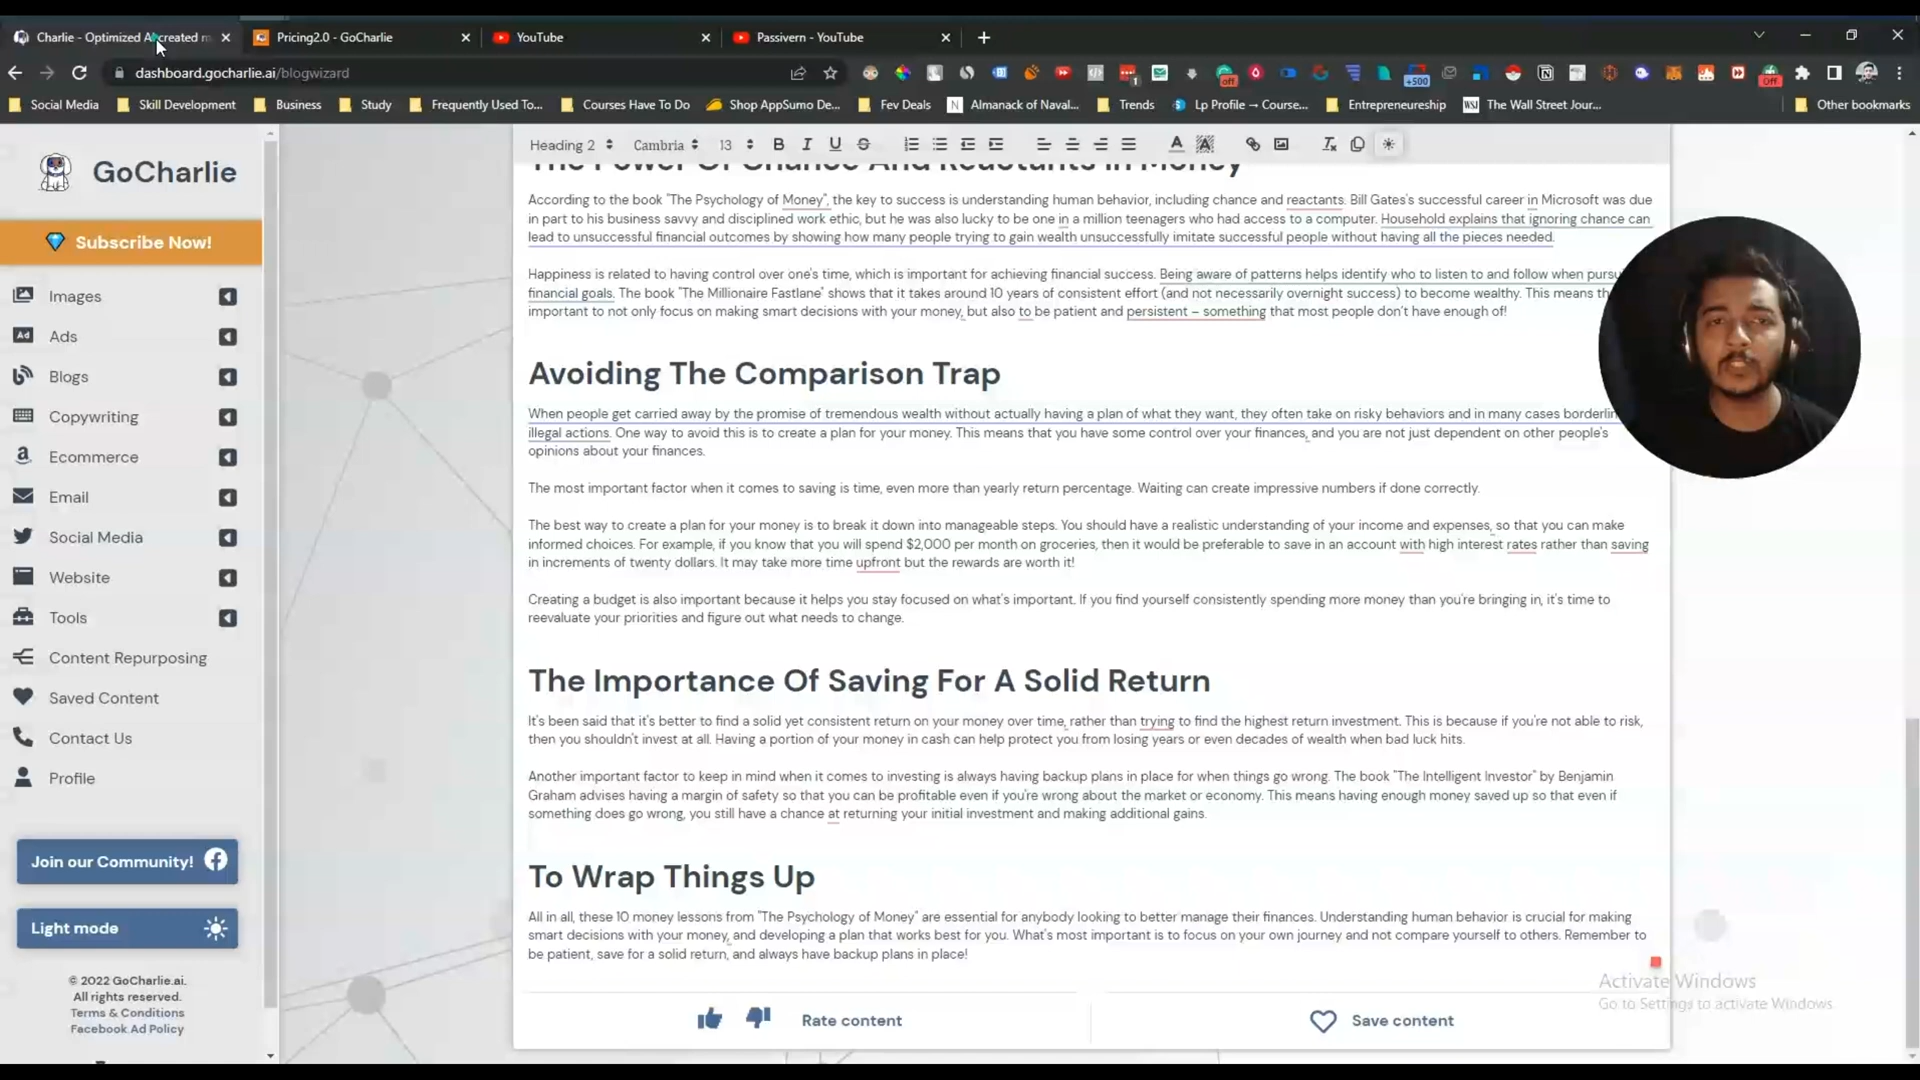 Charlie - Optimized AI created m
Pricing2.0 - GoCharlie
YouTube
Passivern - YouTube
dashboard.gocharlie.ai/blogwizard
off
+500
1
Off
Social Media
Skill Development
Business
Study
Frequently Used To...
Courses Have To Do
Shop AppSumo De...
Fev Deals
Almanack of Naval...
Trends
Lp Profile → Course...
Entrepreneureship
The Wall Street Jour...
Other bookmarks
GoCharlie
Subscribe Now!
Images
Ads
Blogs
Copywriting
Ecommerce
Email
Social Media
Website
Tools
Content Repurposing
Saved Content
Contact Us
Profile
Join our Community!
Light mode
© 2022 GoCharlie.ai.
All rights reserved.
Terms & Conditions
Facebook Ad Policy
Heading 2
Cambria
13
The Power Of Chance And Reactants In Money
According to the book "The Psychology of Money", the key to success is understanding human behavior, including chance and reactants. Bill Gates's successful career in Microsoft was due
in part to his business savvy and disciplined work ethic, but he was also lucky to be one in a million teenagers who had access to a computer. Household explains that ignoring chance can
lead to unsuccessful financial outcomes by showing how many people trying to gain wealth unsuccessfully imitate successful people without having all the pieces needed.
Happiness is related to having control over one's time, which is important for achieving financial success. Being aware of patterns helps identify who to listen to and follow when pursu
financial goals. The book "The Millionaire Fastlane" shows that it takes around 10 years of consistent effort (and not necessarily overnight success) to become wealthy. This means th
important to not only focus on making smart decisions with your money, but also to be patient and persistent – something that most people don't have enough of!
Avoiding The Comparison Trap
When people get carried away by the promise of tremendous wealth without actually having a plan of what they want, they often take on risky behaviors and in many cases borderlin
illegal actions. One way to avoid this is to create a plan for your money. This means that you have some control over your finances, and you are not just dependent on other people's
opinions about your finances.
The most important factor when it comes to saving is time, even more than yearly return percentage. Waiting can create impressive numbers if done correctly.
The best way to create a plan for your money is to break it down into manageable steps. You should have a realistic understanding of your income and expenses, so that you can make
informed choices. For example, if you know that you will spend $2,000 per month on groceries, then it would be preferable to save in an account with high interest rates rather than saving
in increments of twenty dollars. It may take more time upfront but the rewards are worth it!
Creating a budget is also important because it helps you stay focused on what's important. If you find yourself consistently spending more money than you're bringing in, it's time to
reevaluate your priorities and figure out what needs to change.
The Importance Of Saving For A Solid Return
It's been said that it's better to find a solid yet consistent return on your money over time, rather than trying to find the highest return investment. This is because if you're not able to risk,
then you shouldn't invest at all. Having a portion of your money in cash can help protect you from losing years or even decades of wealth when bad luck hits.
Another important factor to keep in mind when it comes to investing is always having backup plans in place for when things go wrong. The book "The Intelligent Investor" by Benjamin
Graham advises having a margin of safety so that you can be profitable even if you're wrong about the market or economy. This means having enough money saved up so that even if
something does go wrong, you still have a chance at returning your initial investment and making additional gains.
To Wrap Things Up
All in all, these 10 money lessons from "The Psychology of Money" are essential for anybody looking to better manage their finances. Understanding human behavior is crucial for making
smart decisions with your money, and developing a plan that works best for you. What's most important is to focus on your own journey and not compare yourself to others. Remember to
be patient, save for a solid return, and always have backup plans in place!
Rate content
Save content
Activate Windows
Go to Settings to activate Windows.